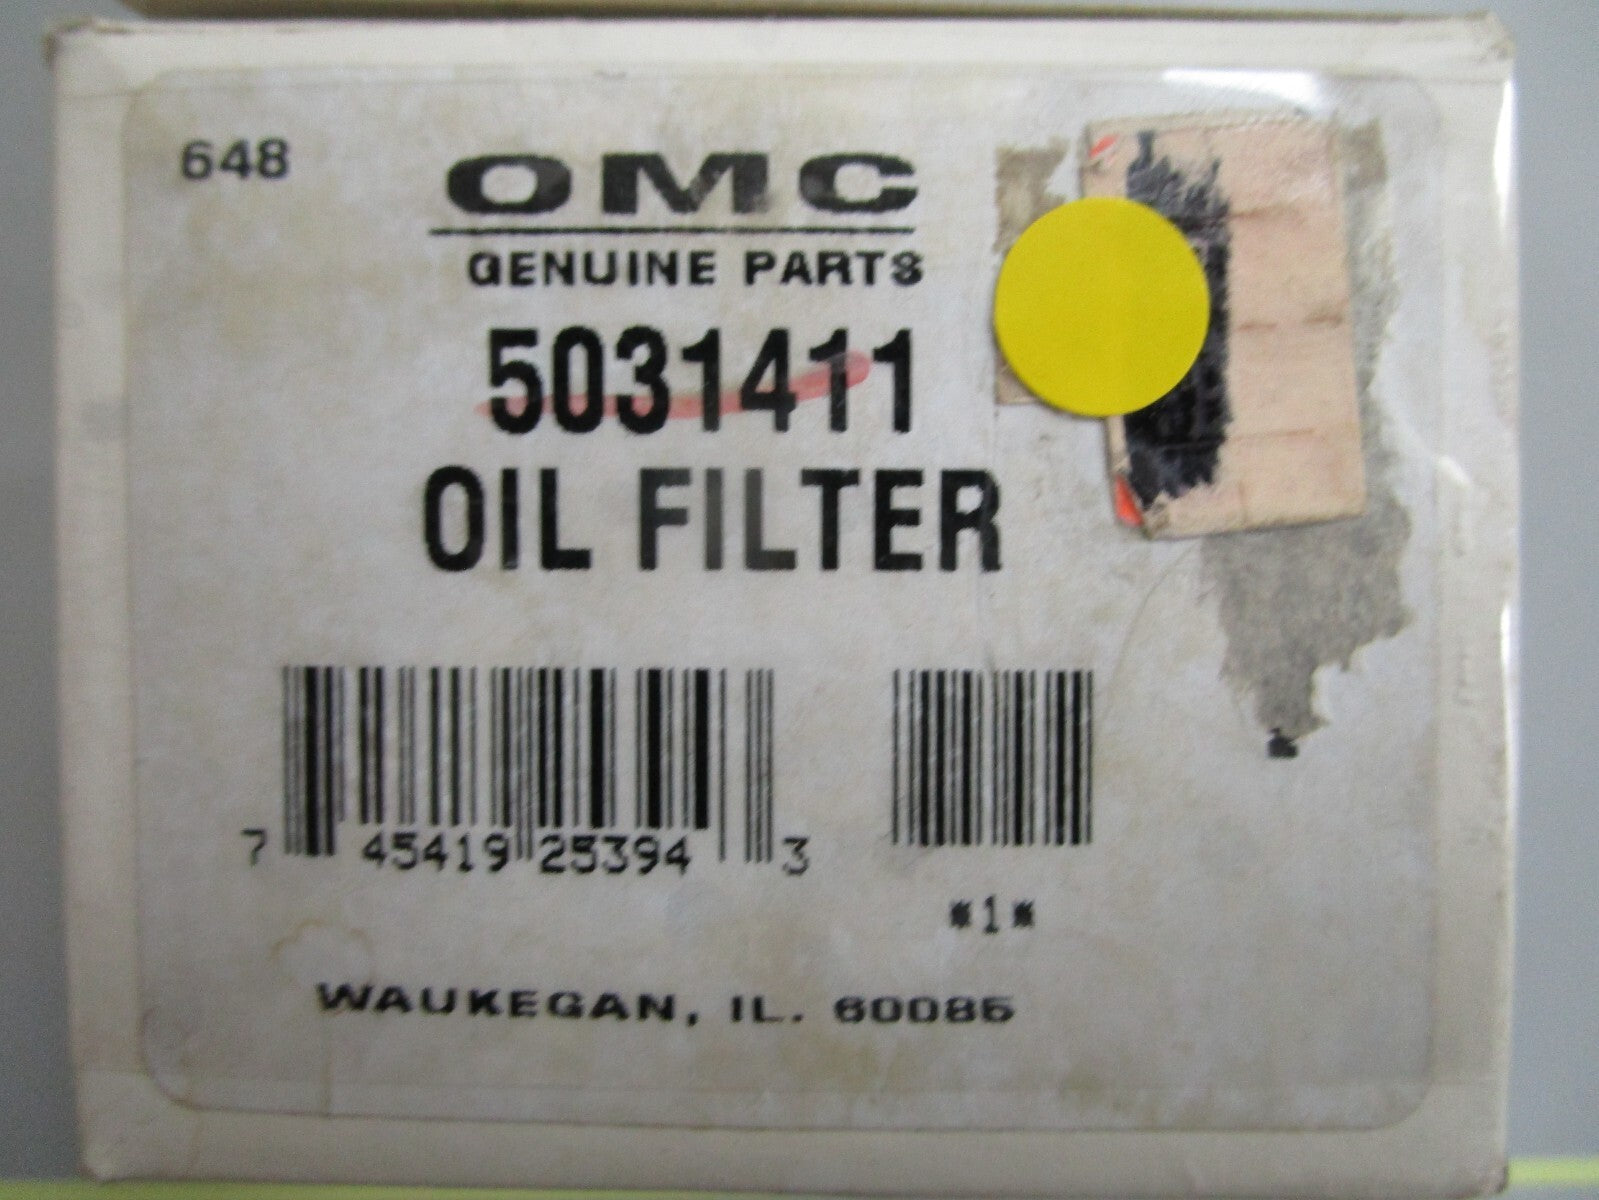 648
OMC
GENUINE PARTS
5031411
OIL FILTER
7 45419 25394 3
*1*
WAUKEGAN, IL. 60085